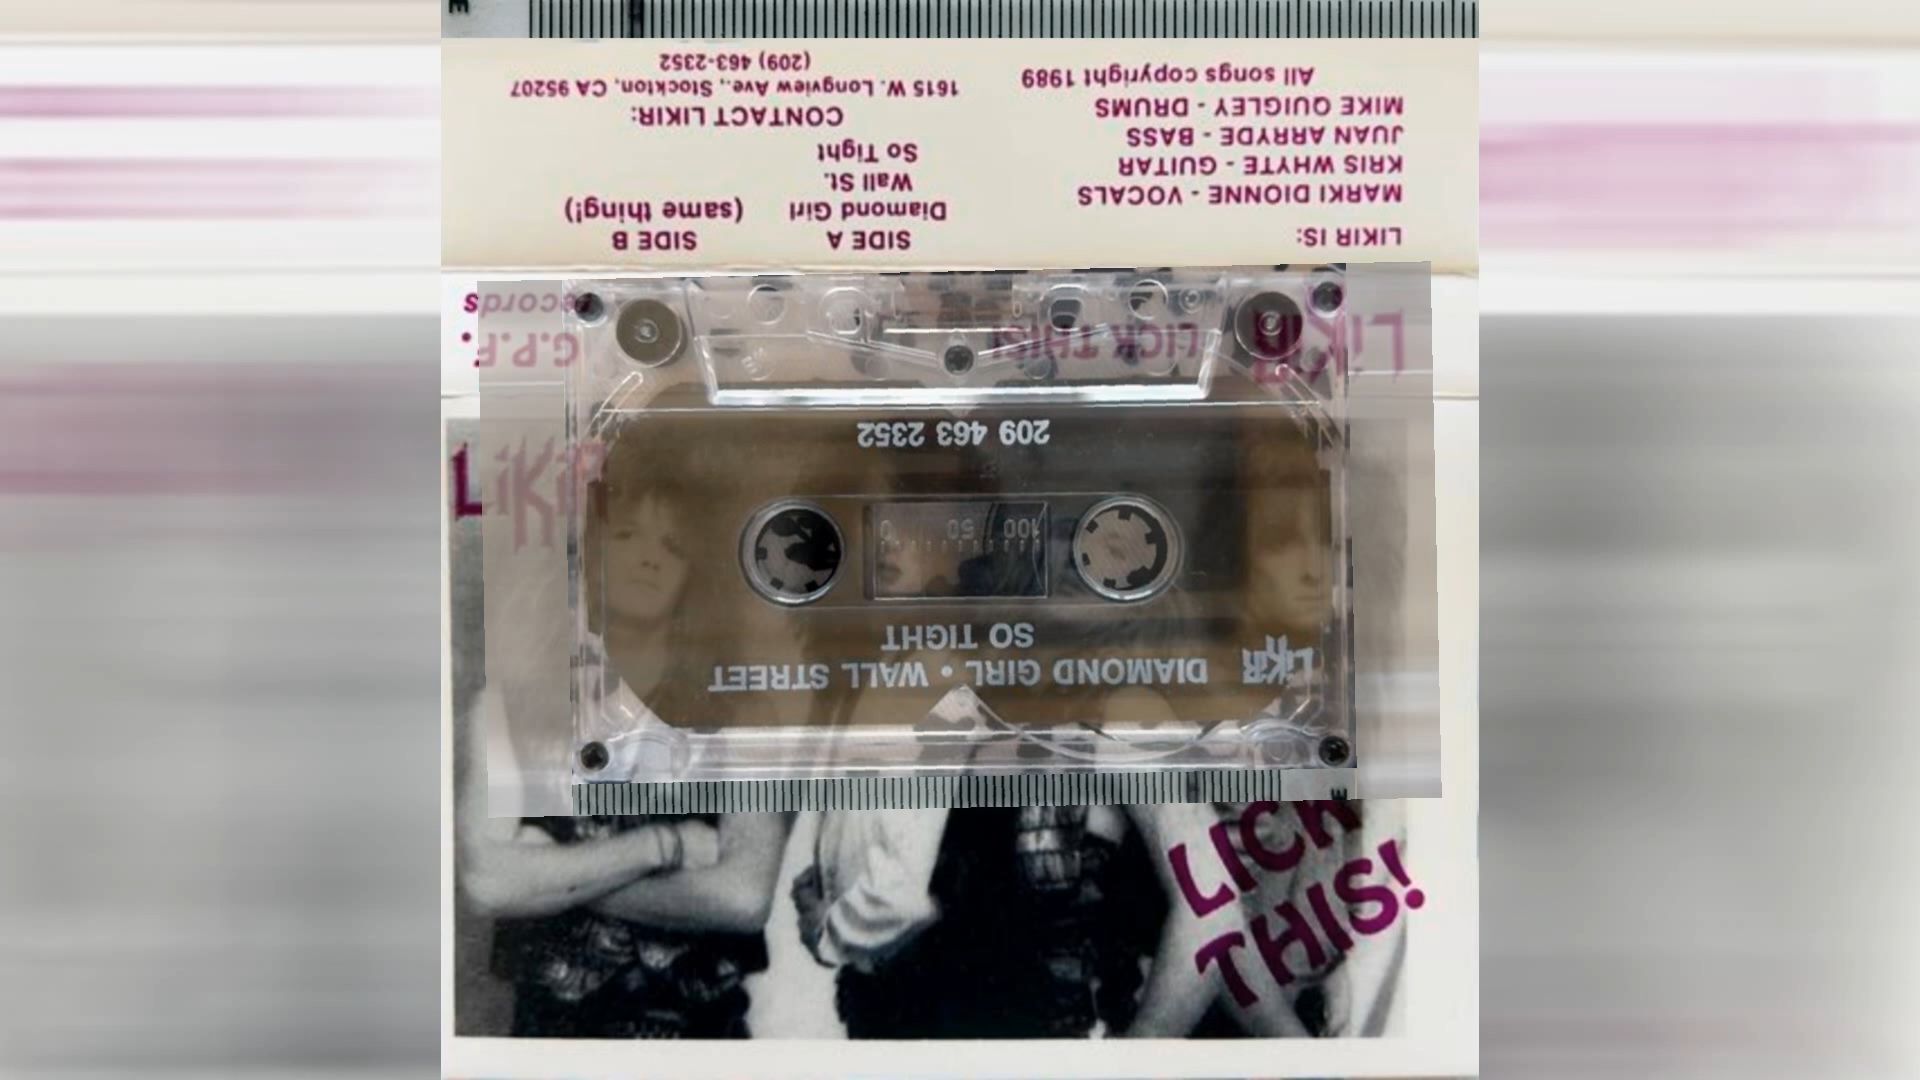 LIKIR IS:
MARKI DIONNE - VOCALS
KRIS WHYTE - GUITAR
JUAN ARRYDE - BASS
MIKE QUIGLEY - DRUMS
All songs copyright 1989
SIDE A
Diamond Girl
Wall St.
So Tight
SIDE B
(same thing!)
CONTACT LIKIR:
1615 W. Longview Ave., Stockton, CA 95207
(209) 463-2352
LiKiR
LICK THIS!
G.P.F.
records
LiKiR
209 463 2352
100 50 0
LiKiR
DIAMOND GIRL • WALL STREET
SO TIGHT
LICK
THIS!